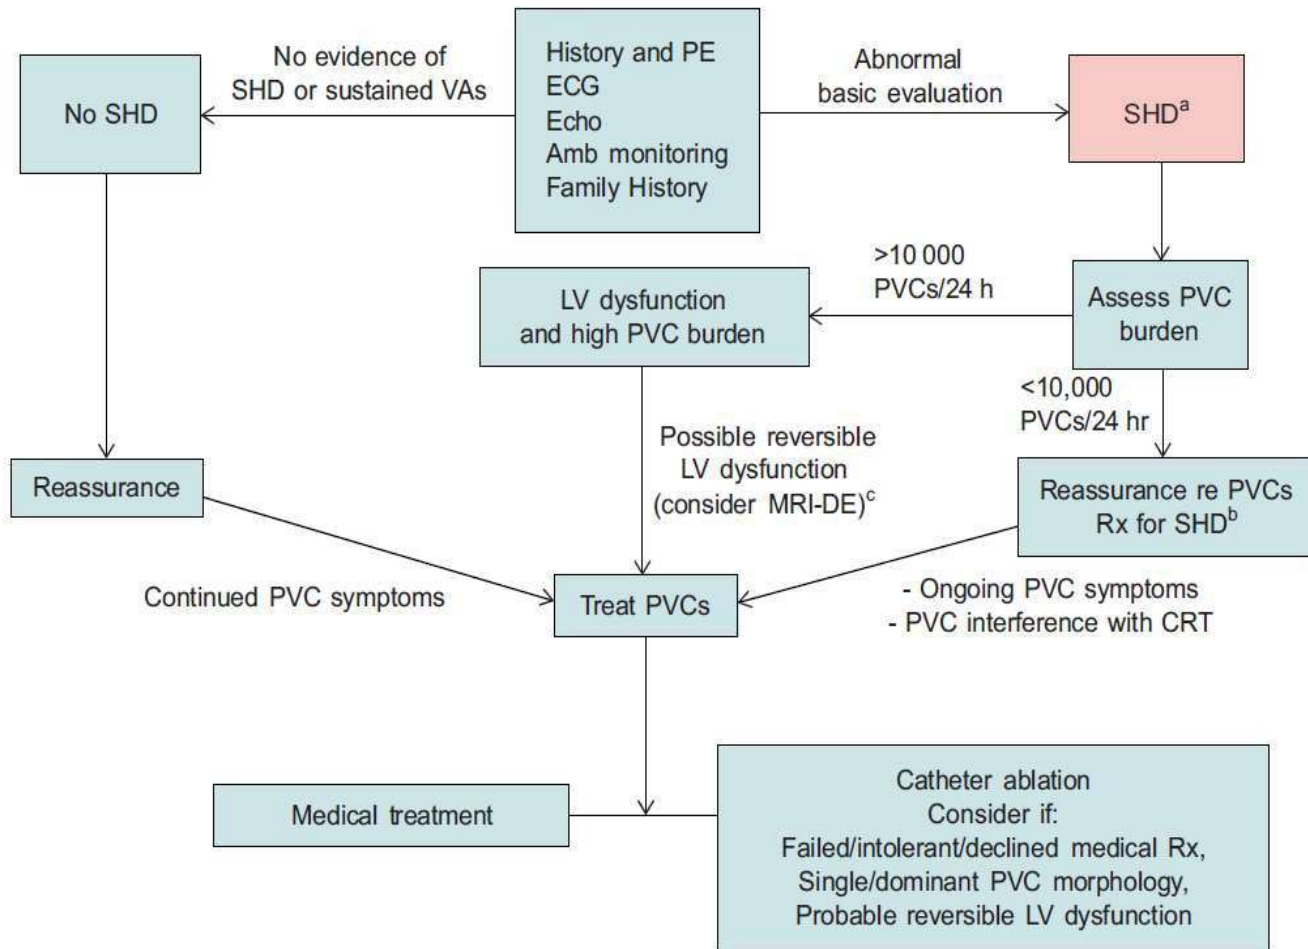 No evidence of
SHD or sustained VAs
History and PE
ECG
Echo
Amb monitoring
Family History
Abnormal
basic evaluation
No SHD
SHDᵃ
>10 000
PVCs/24 h
LV dysfunction
and high PVC burden
Assess PVC
burden
<10,000
PVCs/24 hr
Possible reversible
LV dysfunction
(consider MRI-DE)ᶜ
Reassurance
Reassurance re PVCs
Rx for SHDᵇ
Continued PVC symptoms
Treat PVCs
- Ongoing PVC symptoms
- PVC interference with CRT
Medical treatment
Catheter ablation
Consider if:
Failed/intolerant/declined medical Rx,
Single/dominant PVC morphology,
Probable reversible LV dysfunction